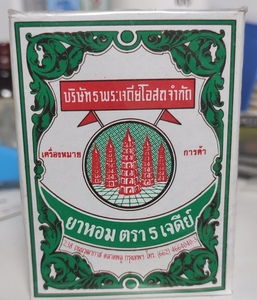 บริษัท ๕ พระเจดีย์โอสถจำกัด
เครื่องหมาย การค้า
ยาหอม ตรา 5 เจดีย์